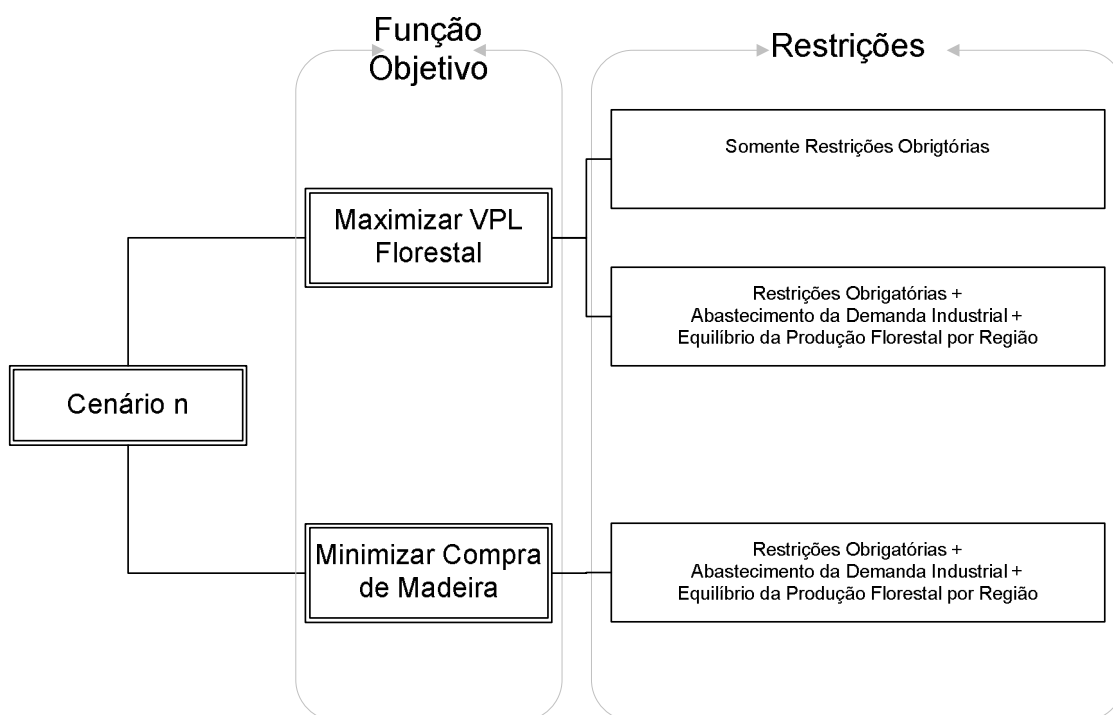 Função
Objetivo
Restrições
Somente Restrições Obrigtórias
Maximizar VPL
Florestal
Restrições Obrigatórias +
Abastecimento da Demanda Industrial +
Equilíbrio da Produção Florestal por Região
Cenário n
Minimizar Compra
de Madeira
Restrições Obrigatórias +
Abastecimento da Demanda Industrial +
Equilíbrio da Produção Florestal por Região